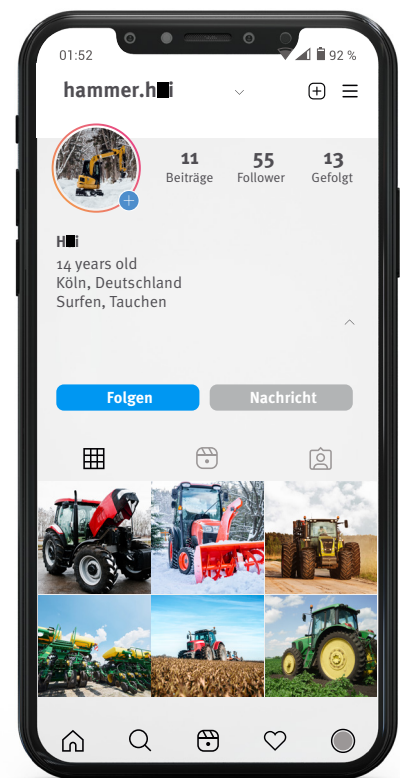 01:52
92 %
hammer.h■i
11 55 13
Beiträge Follower Gefolgt
H■i
14 years old
Köln, Deutschland
Surfen, Tauchen
Folgen Nachricht